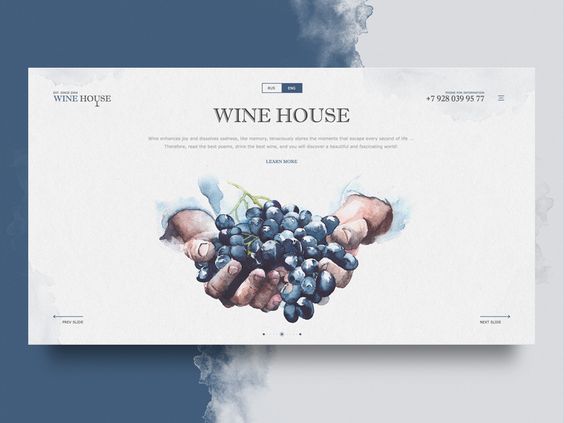 EST. SINCE 2004
WINE HOUSE
RUS ENG
PHONE FOR INFORMATION
+7 928 039 95 77
WINE HOUSE
Wine enhances joy and dissolves sadness, like memory, tenaciously stores the moments that escape every second of life ...
Therefore, read the best poems, drink the best wine, and you will discover a beautiful and fascinating world!
LEARN MORE
PREV SLIDE
NEXT SLIDE